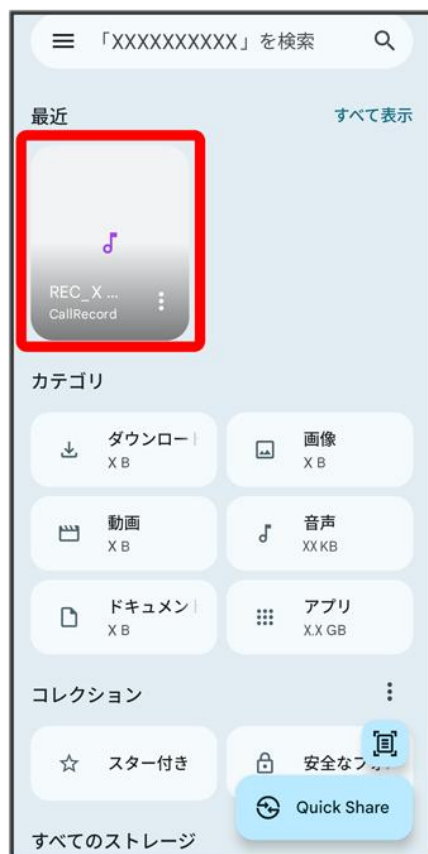 「XXXXXXXXXX」を検索
最近 すべて表示
REC_X ...
CallRecord
カテゴリ
ダウンロード
X B
画像
X B
動画
X B
音声
XX KB
ドキュメント
X B
アプリ
X.X GB
コレクション
スター付き
安全なフォ
Quick Share
すべてのストレージ